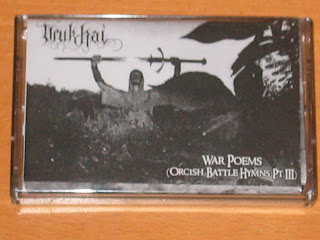 Uruk-Hai
WAR POEMS
(ORCISH BATTLE HYMNS PT. III)